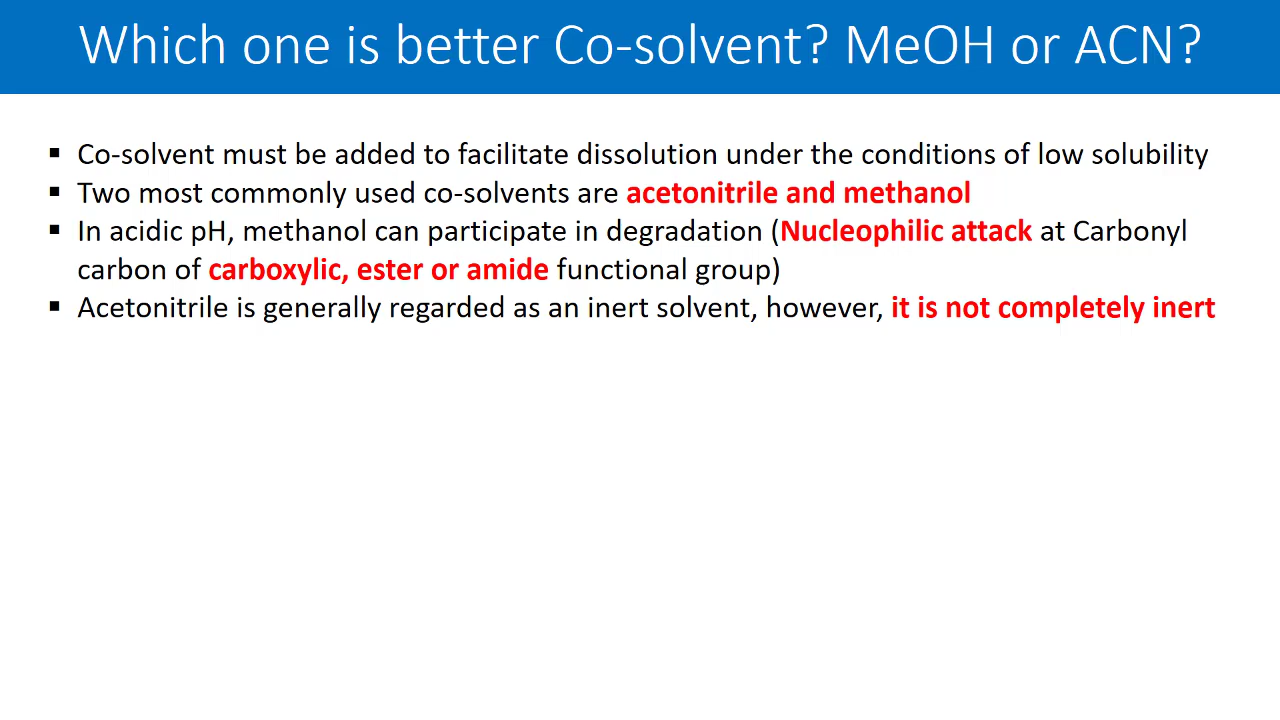 Which one is better Co-solvent? MeOH or ACN?
▪ Co-solvent must be added to facilitate dissolution under the conditions of low solubility
▪ Two most commonly used co-solvents are acetonitrile and methanol
▪ In acidic pH, methanol can participate in degradation (Nucleophilic attack at Carbonyl
carbon of carboxylic, ester or amide functional group)
▪ Acetonitrile is generally regarded as an inert solvent, however, it is not completely inert